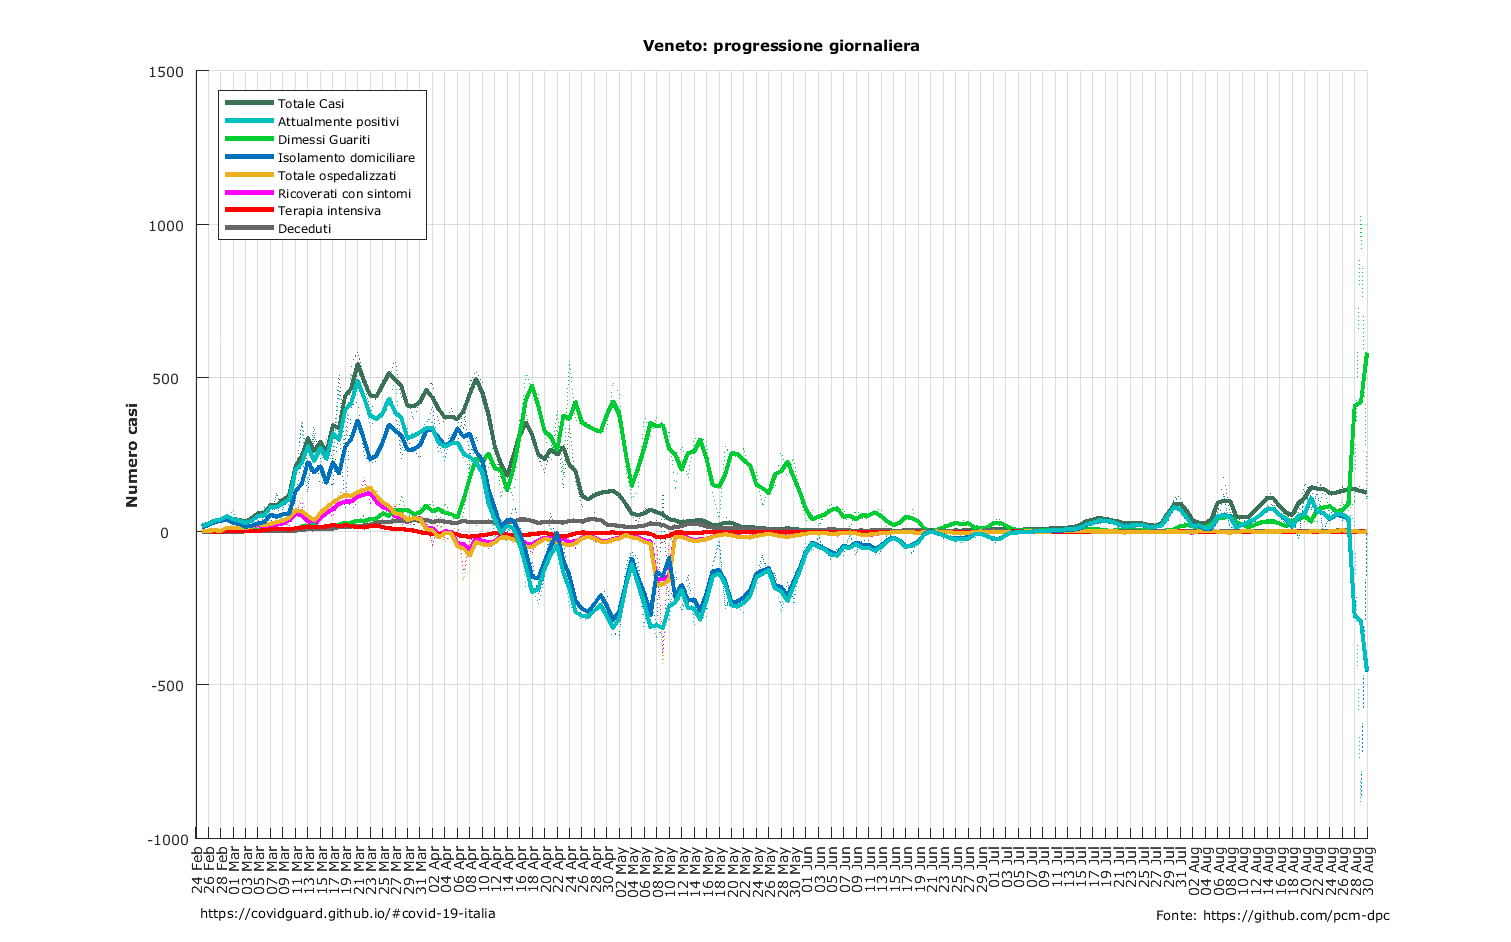 Veneto: progressione giornaliera
1500
1000
500
0
-500
-1000
Numero casi
Totale Casi
Attualmente positivi
Dimessi Guariti
Isolamento domiciliare
Totale ospedalizzati
Ricoverati con sintomi
Terapia intensiva
Deceduti
24 Feb
26 Feb
28 Feb
01 Mar
03 Mar
05 Mar
07 Mar
09 Mar
11 Mar
13 Mar
15 Mar
17 Mar
19 Mar
21 Mar
23 Mar
25 Mar
27 Mar
29 Mar
31 Mar
02 Apr
04 Apr
06 Apr
08 Apr
10 Apr
12 Apr
14 Apr
16 Apr
18 Apr
20 Apr
22 Apr
24 Apr
26 Apr
28 Apr
30 Apr
02 May
04 May
06 May
08 May
10 May
12 May
14 May
16 May
18 May
20 May
22 May
24 May
26 May
28 May
30 May
01 Jun
03 Jun
05 Jun
07 Jun
09 Jun
11 Jun
13 Jun
15 Jun
17 Jun
19 Jun
21 Jun
23 Jun
25 Jun
27 Jun
29 Jun
01 Jul
03 Jul
05 Jul
07 Jul
09 Jul
11 Jul
13 Jul
15 Jul
17 Jul
19 Jul
21 Jul
23 Jul
25 Jul
27 Jul
29 Jul
31 Jul
02 Aug
04 Aug
06 Aug
08 Aug
10 Aug
12 Aug
14 Aug
16 Aug
18 Aug
20 Aug
22 Aug
24 Aug
26 Aug
28 Aug
30 Aug
https://covidguard.github.io/#covid-19-italia
Fonte: https://github.com/pcm-dpc